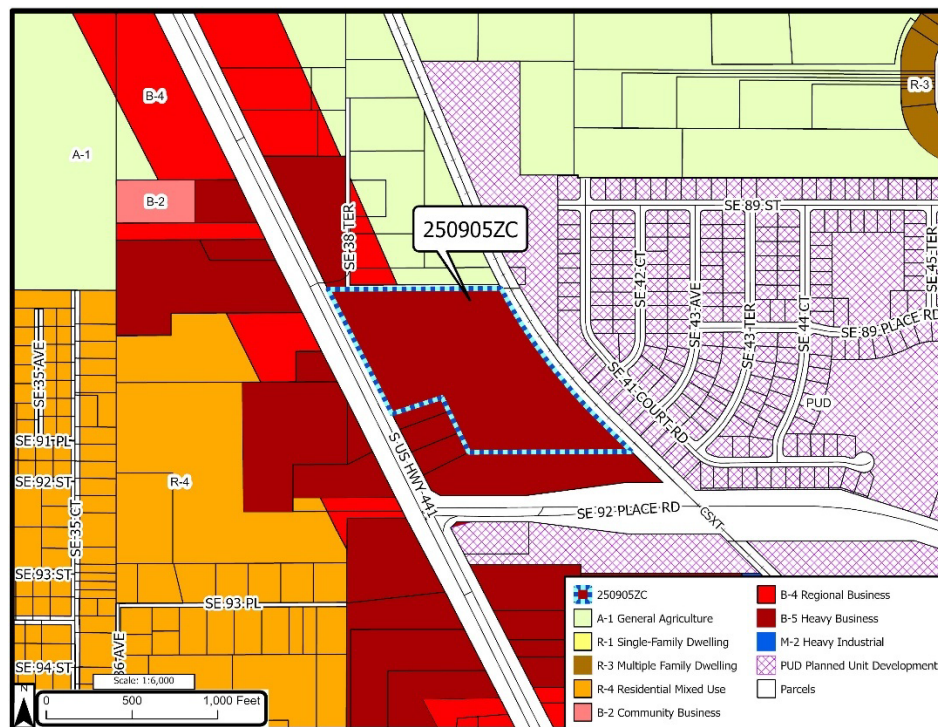 B-4
R-3
A-1
B-2
SE 38 TER
250905ZC
SE 89 ST
SE 42 CT
SE 43 AVE
SE 43 TER
SE 44 CT
SE 45 TER
SE 89 PLACE RD
SE 41 COURT RD
PUD
SE 35 AVE
SE 91 PL
SE 92 ST
SE 35 CT
R-4
S US HWY 441
SE 92 PLACE RD
CSXT
SE 93 ST
SE 93 PL
SE 94 ST
36 AVE
Scale: 1:6,000
N
0 500 1,000 Feet
250905ZC
A-1 General Agriculture
R-1 Single-Family Dwelling
R-3 Multiple Family Dwelling
R-4 Residential Mixed Use
B-2 Community Business
B-4 Regional Business
B-5 Heavy Business
M-2 Heavy Industrial
PUD Planned Unit Development
Parcels